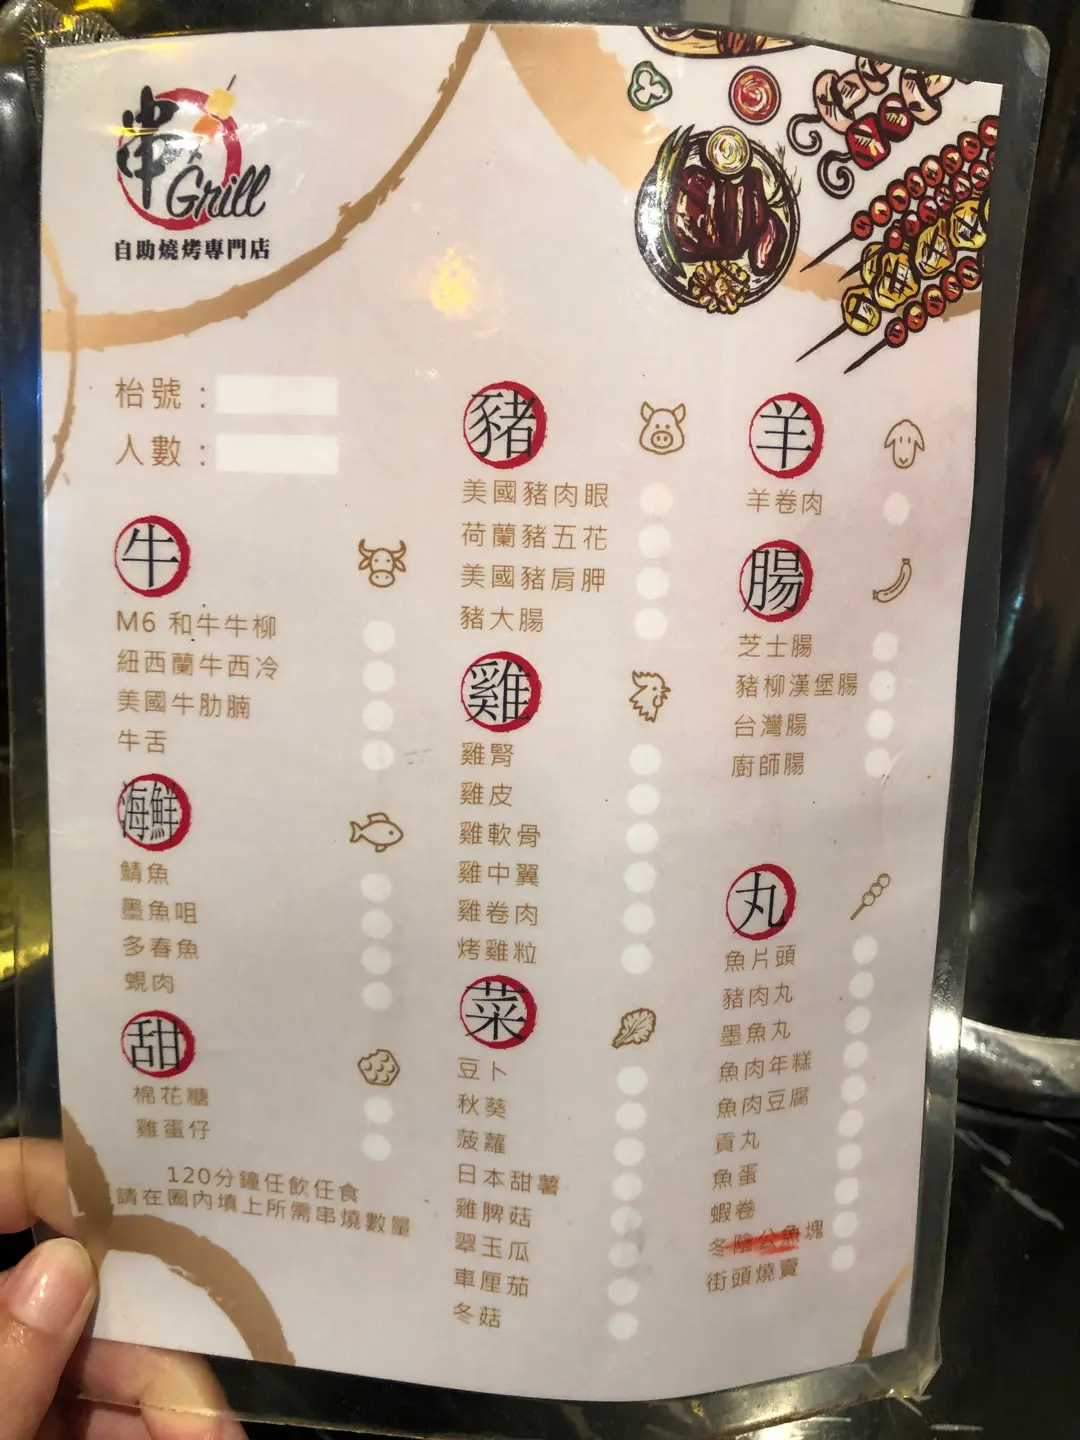 串
Grill
自助燒烤專門店
枱號：
人數：
牛
M6 和牛牛柳
紐西蘭牛西冷
美國牛肋腩
牛舌
海鮮
鯖魚
墨魚咀
多春魚
蜆肉
甜
棉花糖
雞蛋仔
120分鐘任飲任食
請在圈內填上所需串燒數量
豬
美國豬肉眼
荷蘭豬五花
美國豬肩胛
豬大腸
雞
雞腎
雞皮
雞軟骨
雞中翼
雞卷肉
烤雞粒
菜
豆卜
秋葵
菠蘿
日本甜薯
雞脾菇
翠玉瓜
車厘茄
冬菇
羊
羊卷肉
腸
芝士腸
豬柳漢堡腸
台灣腸
廚師腸
丸
魚片頭
豬肉丸
墨魚丸
魚肉年糕
魚肉豆腐
貢丸
魚蛋
蝦卷
冬陰公魚塊
街頭燒賣